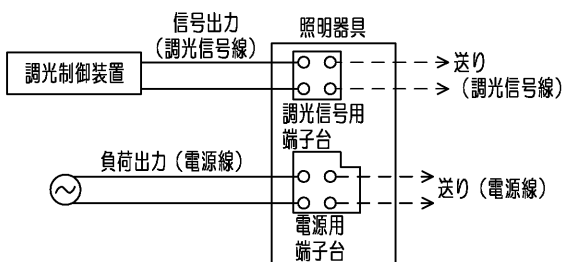 信号出力
（調光信号線）
照明器具
調光制御装置
送り
（調光信号線）
調光信号用
端子台
負荷出力（電源線）
送り（電源線）
電源用
端子台